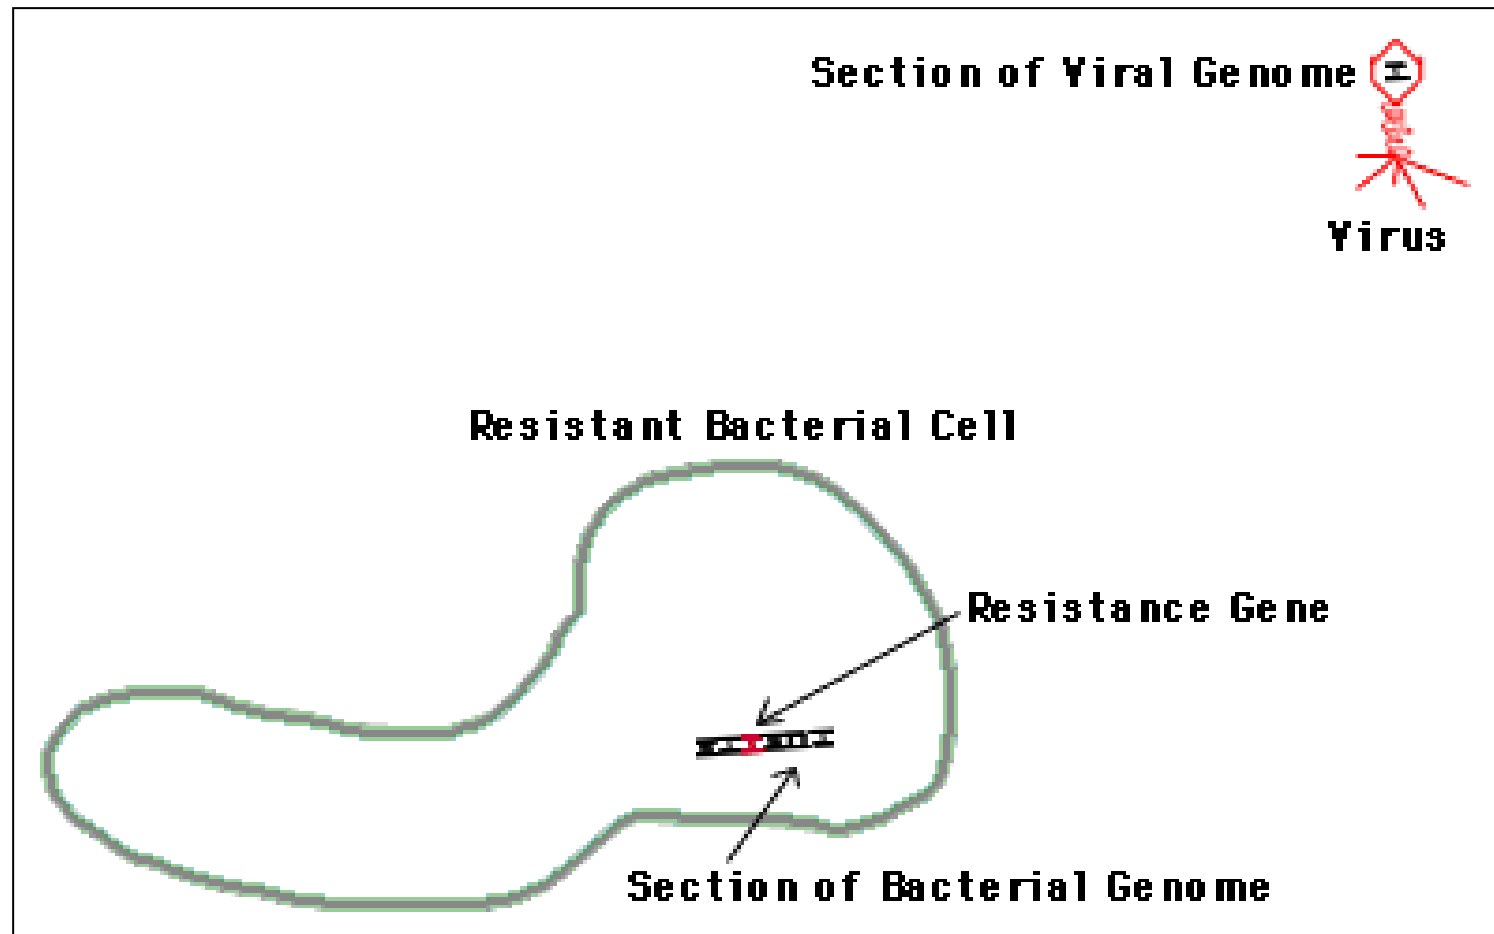 Section of Viral Genome
Virus
Resistant Bacterial Cell
Resistance Gene
Section of Bacterial Genome